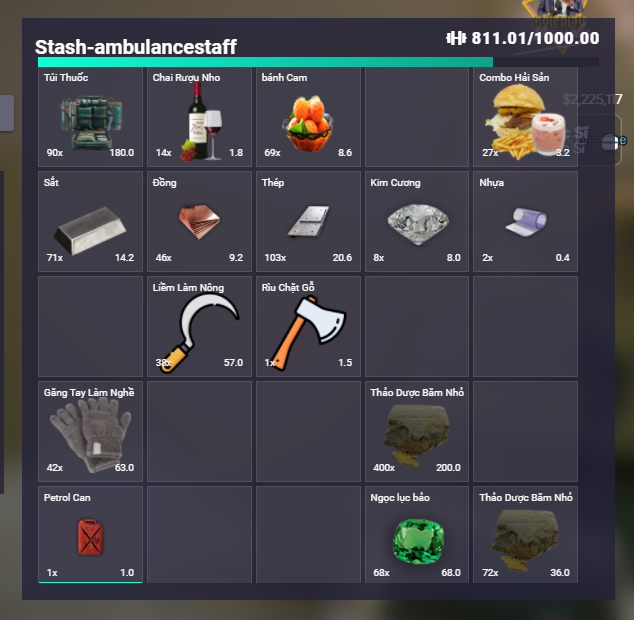 Stash-ambulancestaff
811.01/1000.00
Túi Thuốc
90x 180.0
Chai Rượu Nho
14x 1.8
bánh Cam
69x 8.6
Combo Hải Sản
27x 3.2
$2,225,117
Sắt
71x 14.2
Đồng
46x 9.2
Thép
103x 20.6
Kim Cương
8x 8.0
Nhựa
2x 0.4
Liềm Làm Nông
38x 57.0
Rìu Chặt Gỗ
1x 1.5
Găng Tay Làm Nghề
42x 63.0
Thảo Dược Băm Nhỏ
400x 200.0
Petrol Can
1x 1.0
Ngọc lục bảo
68x 68.0
Thảo Dược Băm Nhỏ
72x 36.0